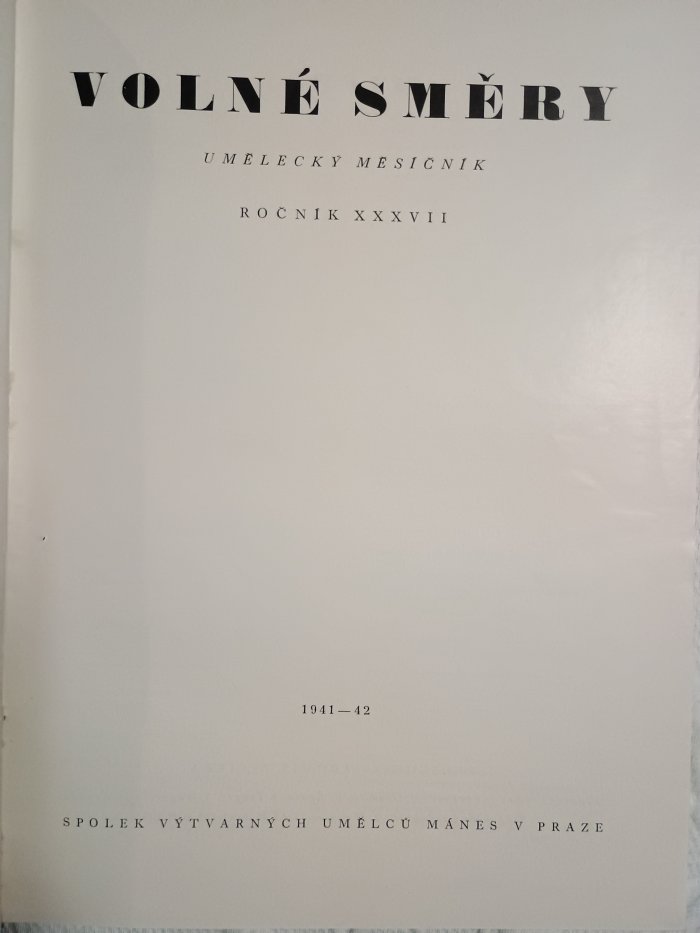 VOLNÉ SMĚRY
UMĚLECKÝ MĚSÍČNÍK
ROČNÍK XXXVII
1941—42
SPOLEK VÝTVARNÝCH UMĚLCŮ MÁNES V PRAZE